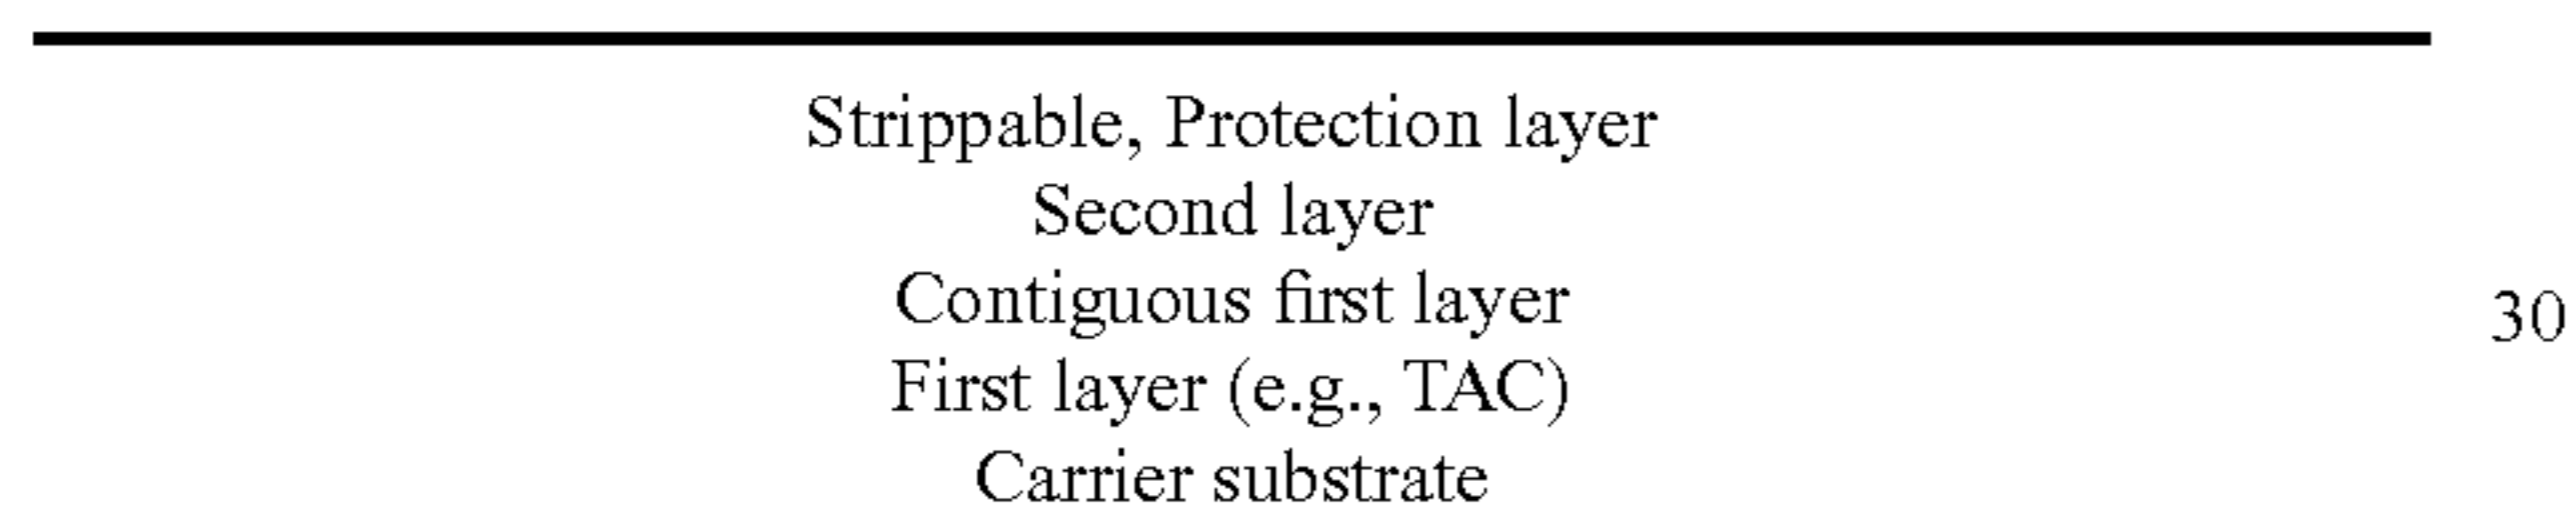 Strippable, Protection layer
Second layer
Contiguous first layer
30
First layer (e.g., TAC)
Carrier substrate